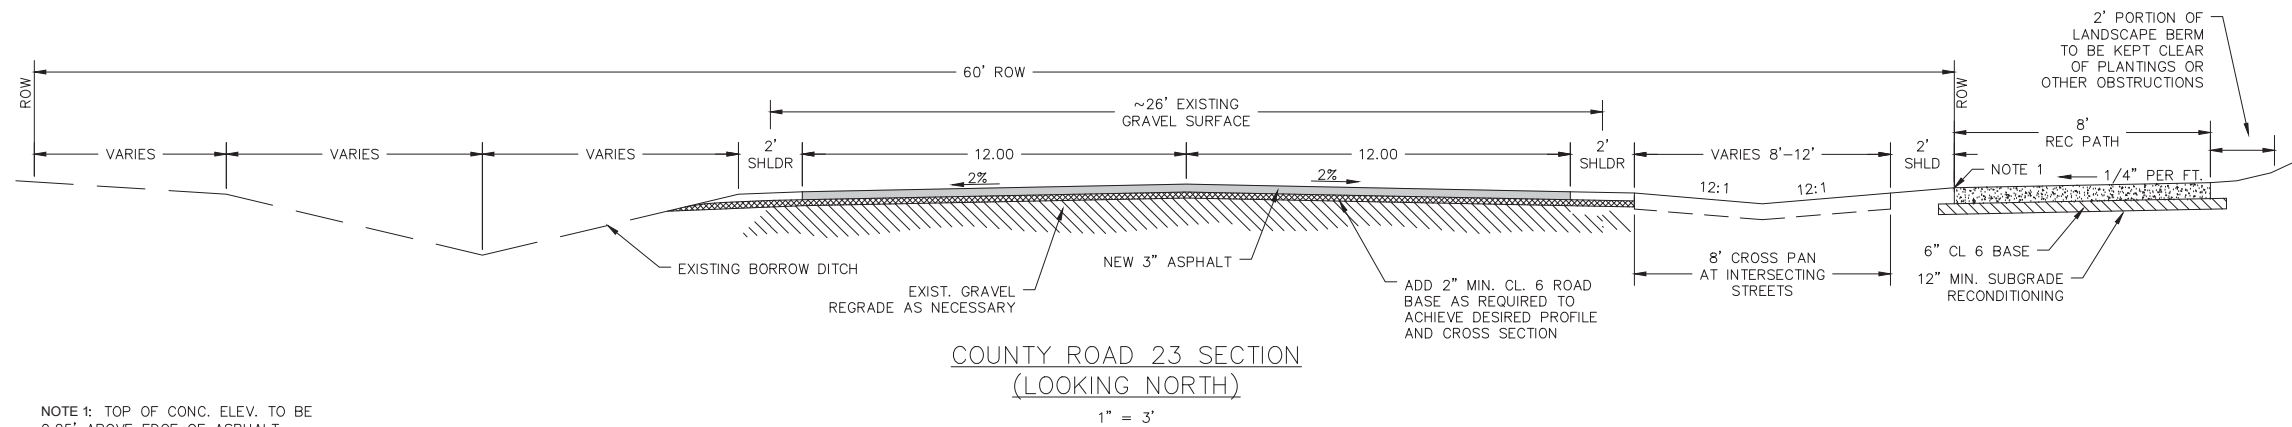 2' PORTION OF
LANDSCAPE BERM
TO BE KEPT CLEAR
OF PLANTINGS OR
OTHER OBSTRUCTIONS
60' ROW
ROW
ROW
~26' EXISTING
GRAVEL SURFACE
8'
REC PATH
VARIES
VARIES
VARIES
2'
SHLDR
12.00
12.00
2'
SHLDR
VARIES 8'-12'
2'
SHLD
NOTE 1
2%
2%
12:1
12:1
1/4" PER FT.
EXISTING BORROW DITCH
EXIST. GRAVEL
REGRADE AS NECESSARY
NEW 3" ASPHALT
ADD 2" MIN. CL. 6 ROAD
BASE AS REQUIRED TO
ACHIEVE DESIRED PROFILE
AND CROSS SECTION
8' CROSS PAN
AT INTERSECTING
STREETS
6" CL 6 BASE
12" MIN. SUBGRADE
RECONDITIONING
COUNTY ROAD 23 SECTION
(LOOKING NORTH)
1" = 3'
NOTE 1: TOP OF CONC. ELEV. TO BE
ABOVE EDGE OF ASPHALT